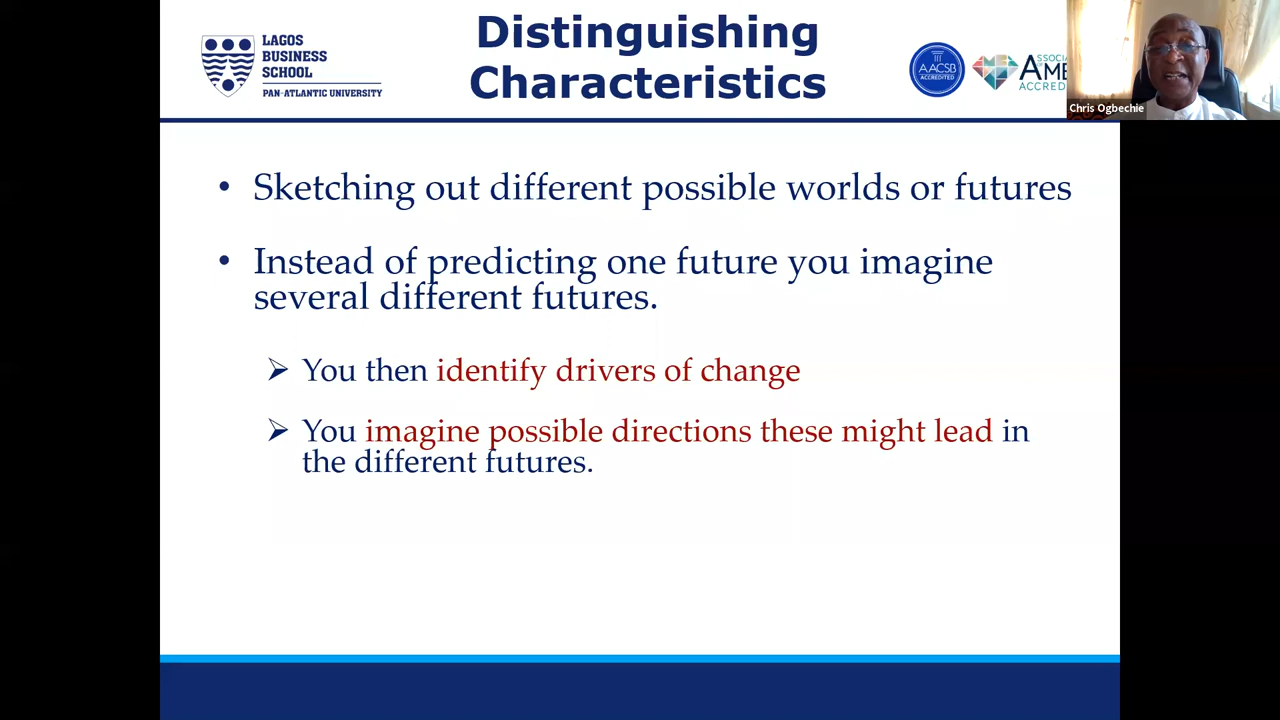 Distinguishing
Characteristics
LAGOS
BUSINESS
SCHOOL
PAN-ATLANTIC UNIVERSITY
AACSB
ACCREDITED
Chris Ogbechie
• Sketching out different possible worlds or futures
• Instead of predicting one future you imagine
several different futures.
➢ You then identify drivers of change
➢ You imagine possible directions these might lead in
the different futures.